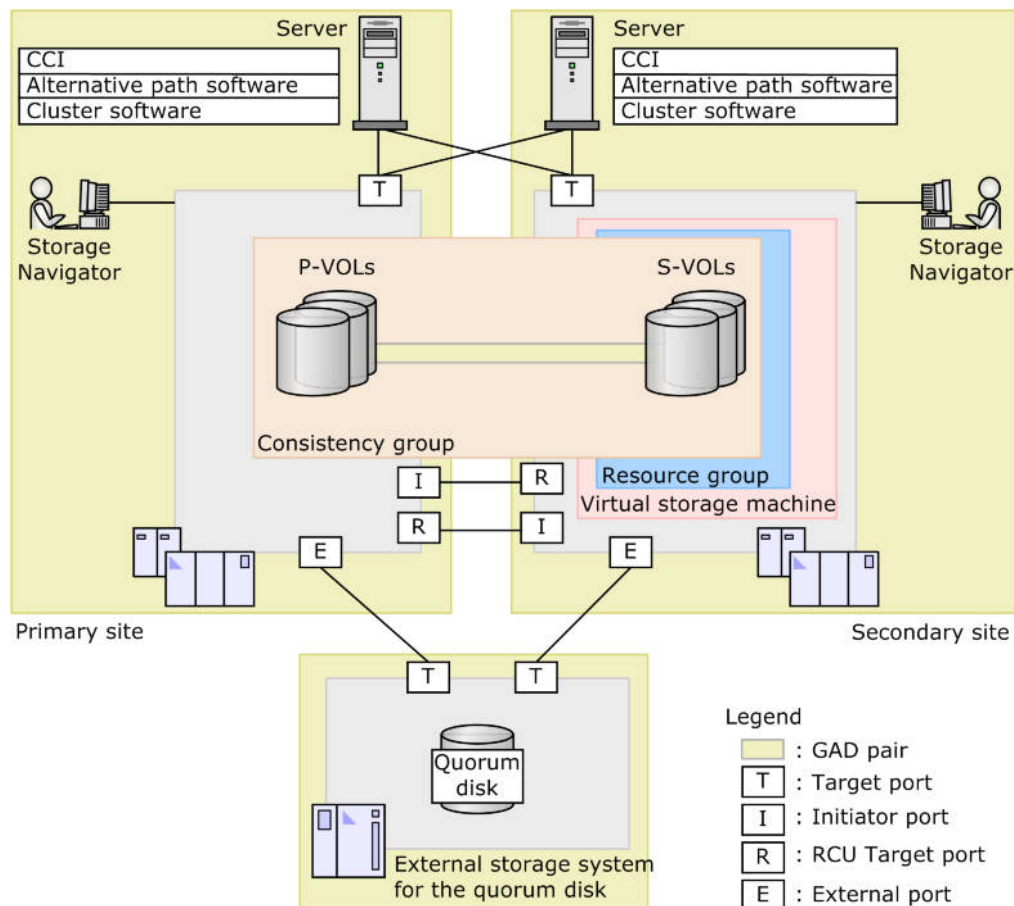 Server
CCI
Alternative path software
Cluster software
Server
CCI
Alternative path software
Cluster software
T
T
Storage
Navigator
Storage
Navigator
P-VOLs
S-VOLs
Consistency group
Resource group
Virtual storage machine
I
R
R
I
E
E
Primary site
Secondary site
T
T
Quorum
disk
External storage system
for the quorum disk
Legend
: GAD pair
T : Target port
I : Initiator port
R : RCU Target port
E : External port